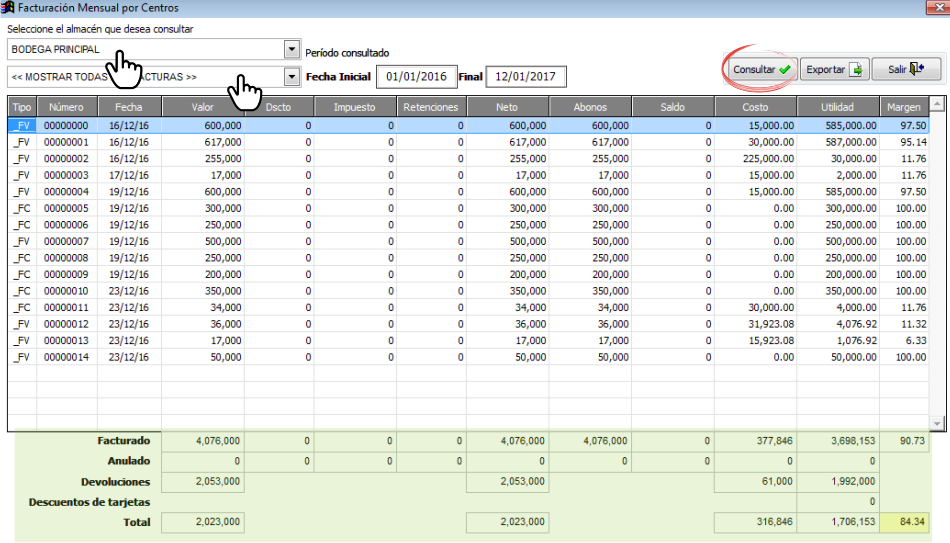 Facturación Mensual por Centros
Seleccione el almacén que desea consultar
BODEGA PRINCIPAL
Período consultado
<< MOSTRAR TODAS ACTURAS >> Fecha Inicial 01/01/2016 Final 12/01/2017 Consultar Exportar Salir
Tipo Número Fecha Valor Dscto Impuesto Retenciones Neto Abonos Saldo Costo Utilidad Margen
_FV 00000000 16/12/16 600,000 0 0 0 600,000 600,000 0 15,000.00 585,000.00 97.50
_FV 00000001 16/12/16 617,000 0 0 0 617,000 617,000 0 30,000.00 587,000.00 95.14
_FV 00000002 16/12/16 255,000 0 0 0 255,000 255,000 0 225,000.00 30,000.00 11.76
_FV 00000003 17/12/16 17,000 0 0 0 17,000 17,000 0 15,000.00 2,000.00 11.76
_FV 00000004 19/12/16 600,000 0 0 0 600,000 600,000 0 15,000.00 585,000.00 97.50
_FC 00000005 19/12/16 300,000 0 0 0 300,000 300,000 0 0.00 300,000.00 100.00
_FC 00000006 19/12/16 250,000 0 0 0 250,000 250,000 0 0.00 250,000.00 100.00
_FV 00000007 19/12/16 500,000 0 0 0 500,000 500,000 0 0.00 500,000.00 100.00
_FC 00000008 19/12/16 250,000 0 0 0 250,000 250,000 0 0.00 250,000.00 100.00
_FC 00000009 19/12/16 200,000 0 0 0 200,000 200,000 0 0.00 200,000.00 100.00
_FC 00000010 23/12/16 350,000 0 0 0 350,000 350,000 0 0.00 350,000.00 100.00
_FC 00000011 23/12/16 34,000 0 0 0 34,000 34,000 0 30,000.00 4,000.00 11.76
_FV 00000012 23/12/16 36,000 0 0 0 36,000 36,000 0 31,923.08 4,076.92 11.32
_FV 00000013 23/12/16 17,000 0 0 0 17,000 17,000 0 15,923.08 1,076.92 6.33
_FV 00000014 23/12/16 50,000 0 0 0 50,000 50,000 0 0.00 50,000.00 100.00
Facturado 4,076,000 0 0 0 4,076,000 4,076,000 0 377,846 3,698,153 90.73
Anulado 0 0 0 0 0 0 0 0 0
Devoluciones 2,053,000 2,053,000 61,000 1,992,000
Descuentos de tarjetas 0
Total 2,023,000 2,023,000 316,846 1,706,153 84.34